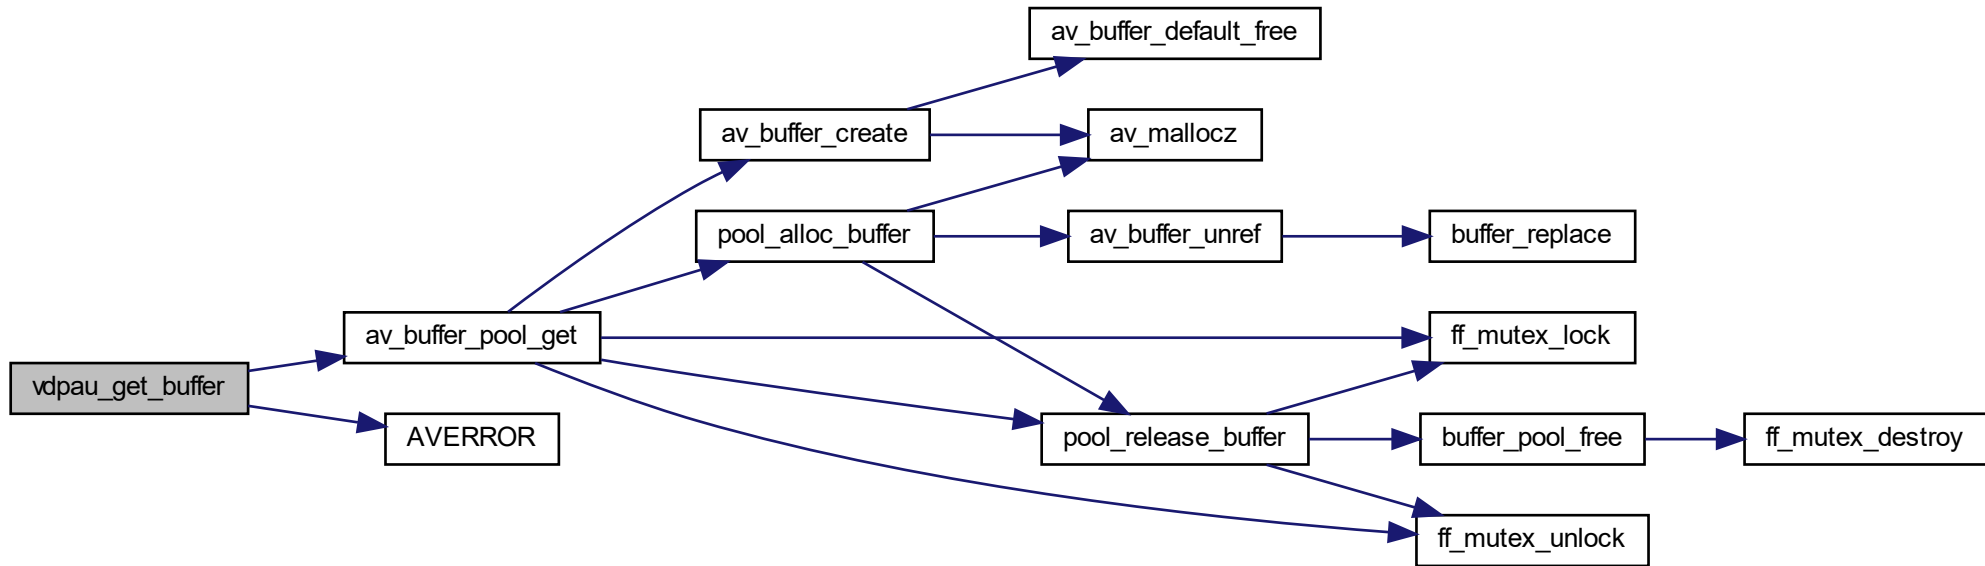 av_buffer_default_free
av_buffer_create
av_mallocz
pool_alloc_buffer
av_buffer_unref
buffer_replace
av_buffer_pool_get
ff_mutex_lock
vdpau_get_buffer
AVERROR
pool_release_buffer
buffer_pool_free
ff_mutex_destroy
ff_mutex_unlock